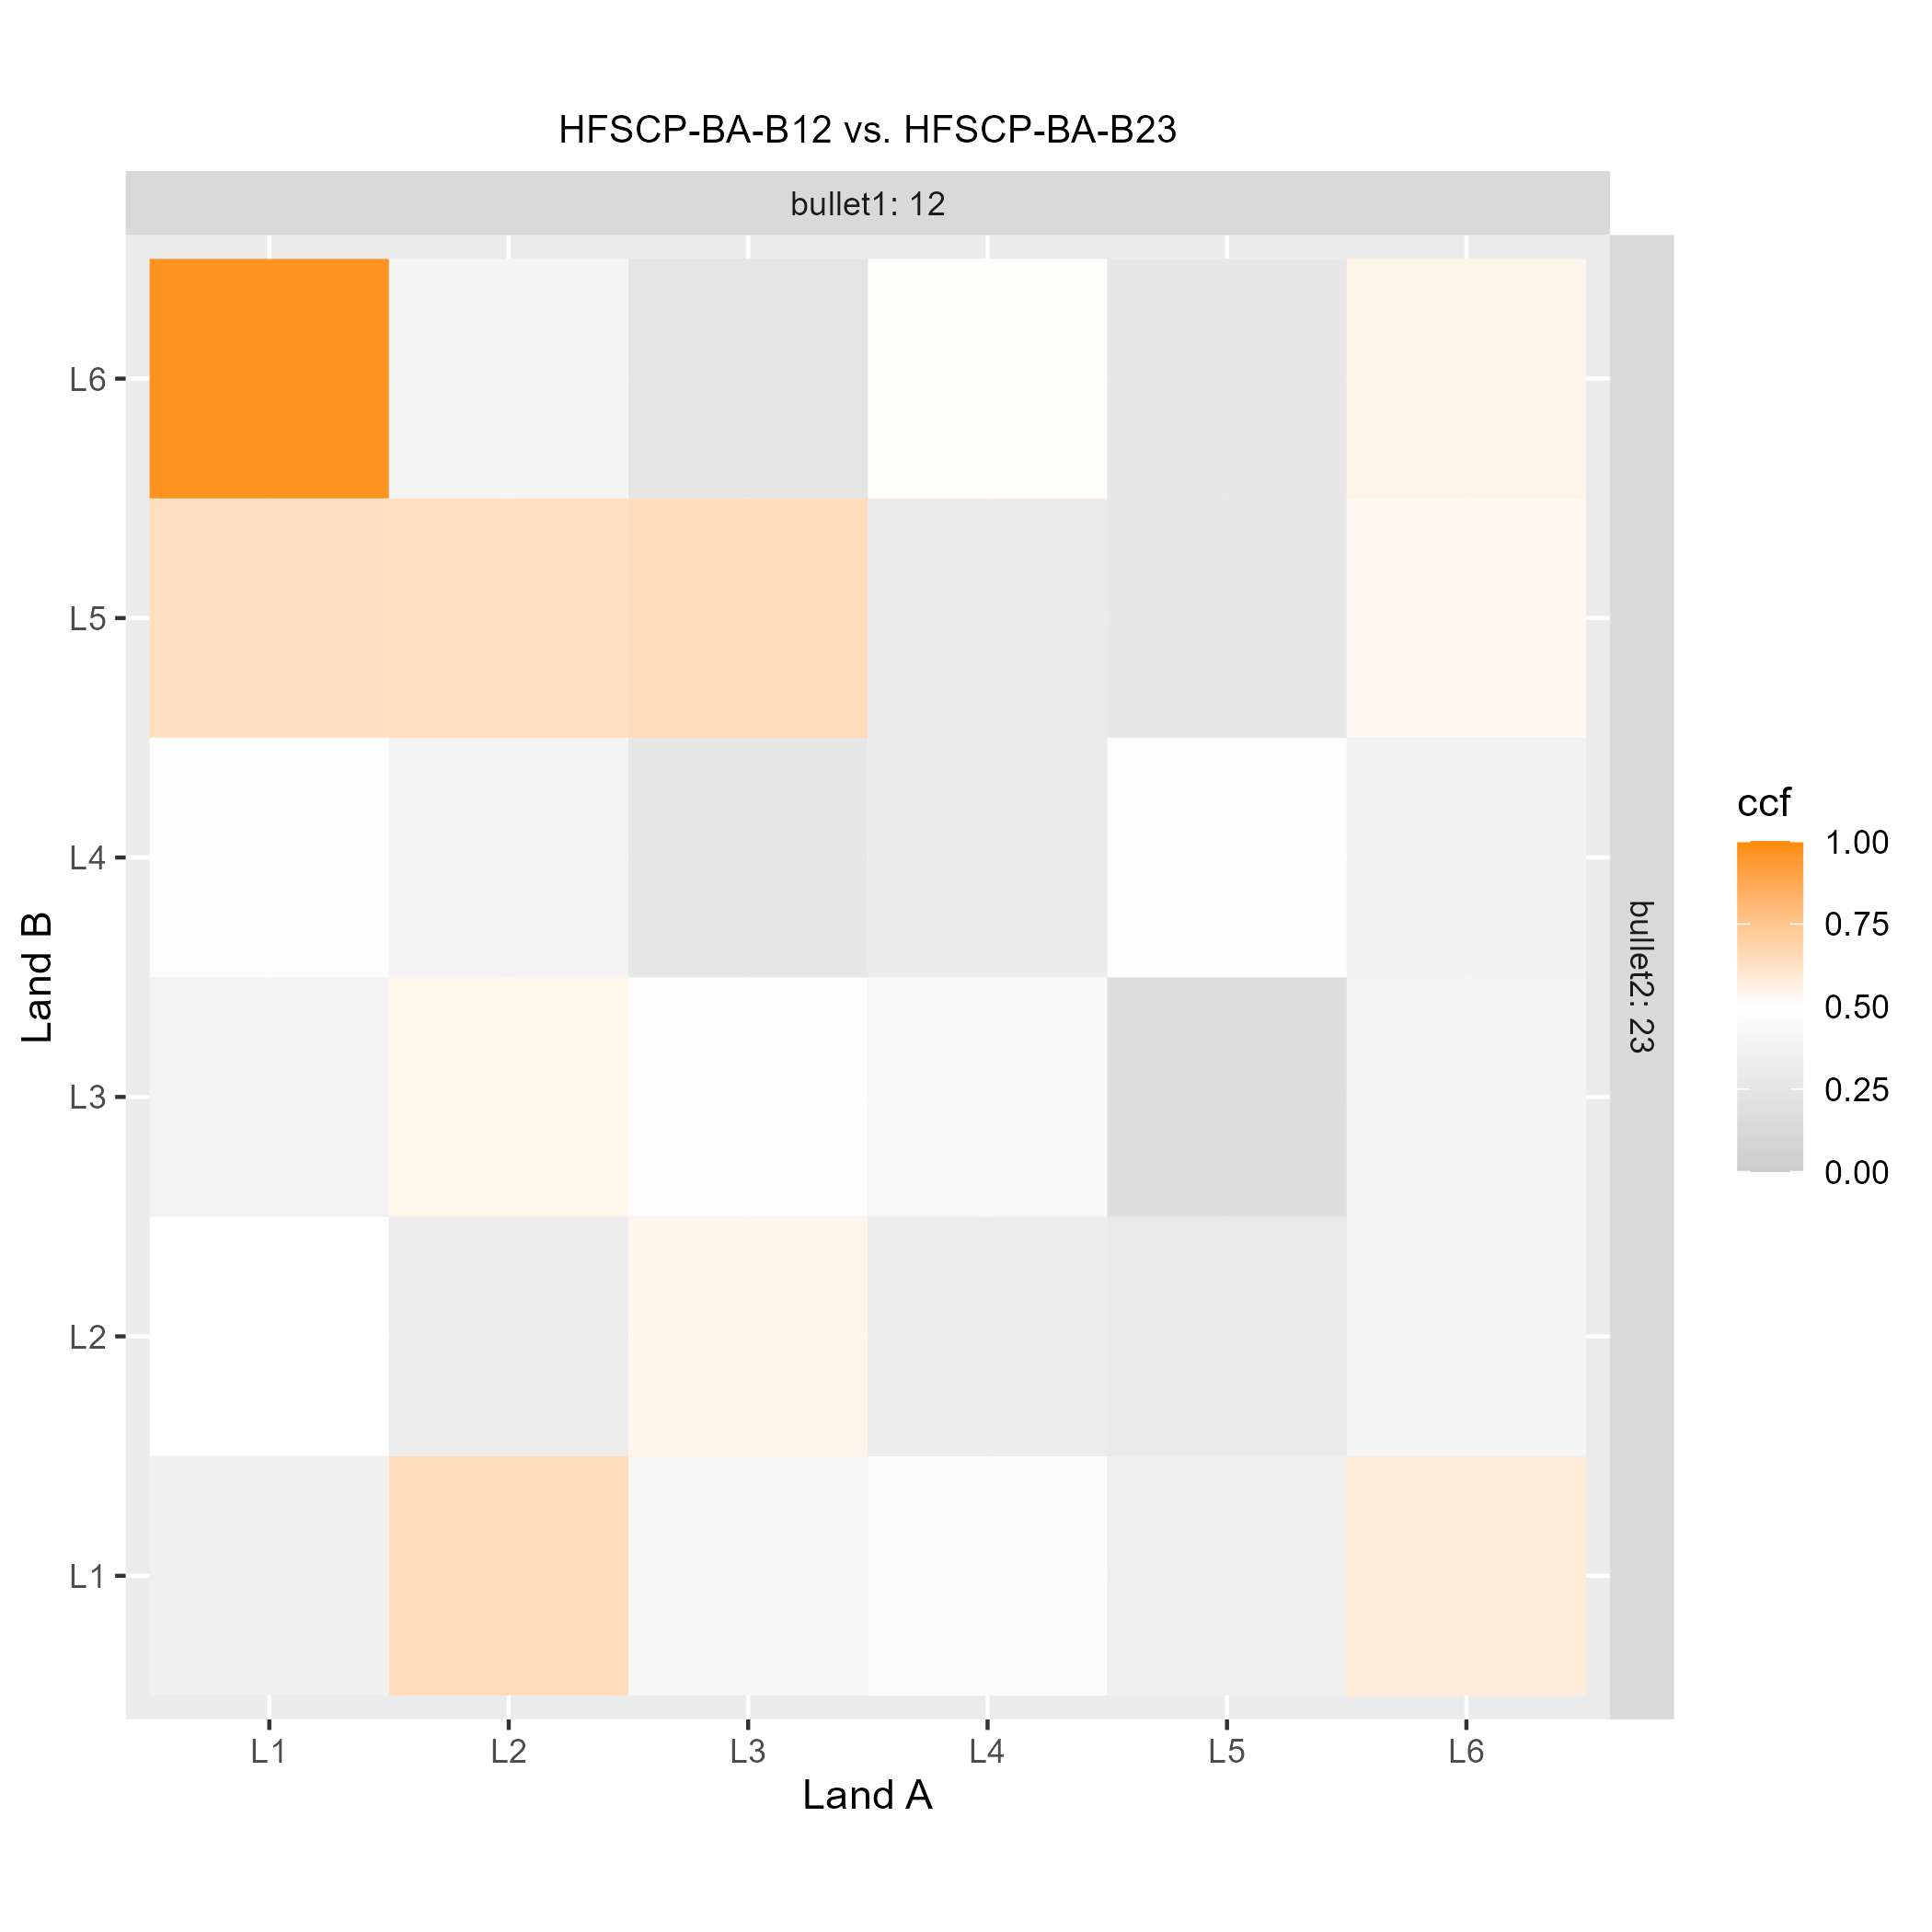 HFSCP-BA-B12 vs. HFSCP-BA-B23
bullet1: 12
L6
L5
L4
L3
L2
L1
Land B
L1 L2 L3 L4 L5 L6
Land A
bullet2: 23
ccf
1.00
0.75
0.50
0.25
0.00